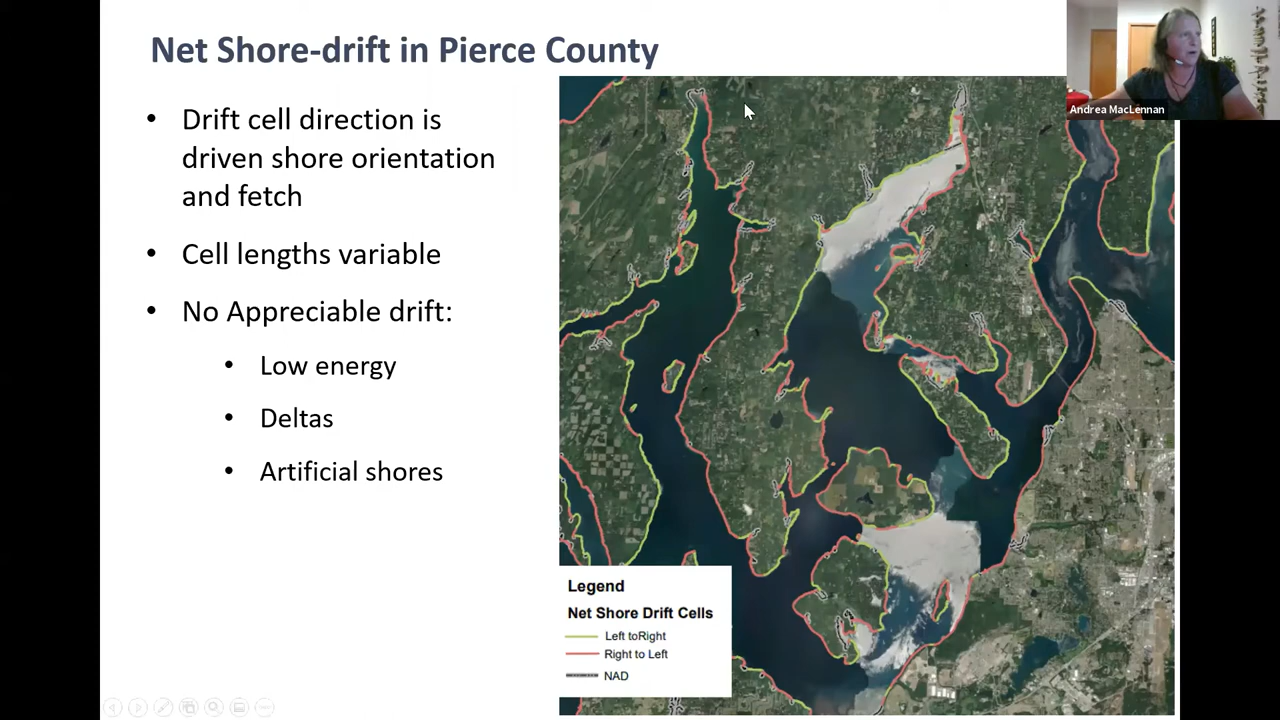 Net Shore-drift in Pierce County
Andrea MacLennan
• Drift cell direction is
driven shore orientation
and fetch
• Cell lengths variable
• No Appreciable drift:
• Low energy
• Deltas
• Artificial shores
Legend
Net Shore Drift Cells
Left toRight
Right to Left
NAD